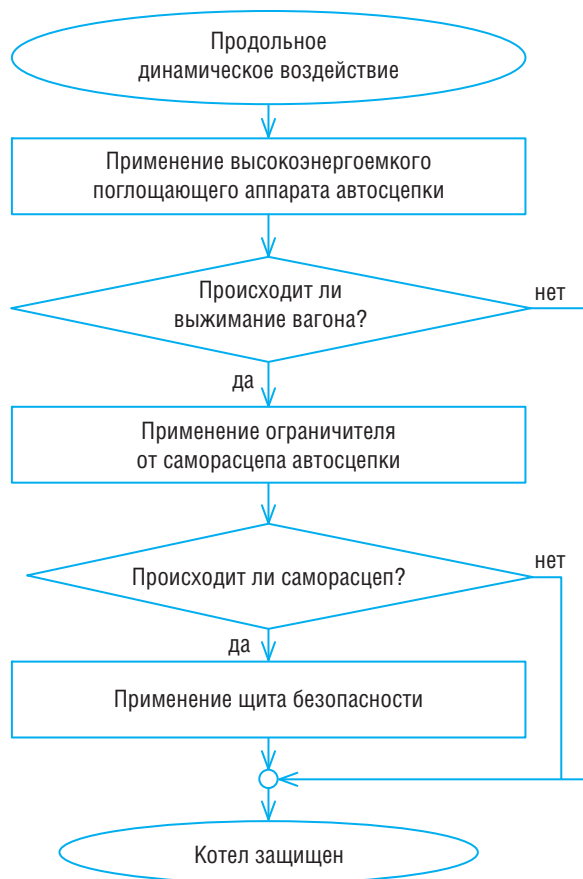 Продольное
динамическое воздействие
Применение высокоэнергоемкого
поглощающего аппарата автосцепки
Происходит ли
выжимание вагона?
нет
да
Применение ограничителя
от саморасцепа автосцепки
Происходит ли саморасцеп?
нет
да
Применение щита безопасности
Котел защищен